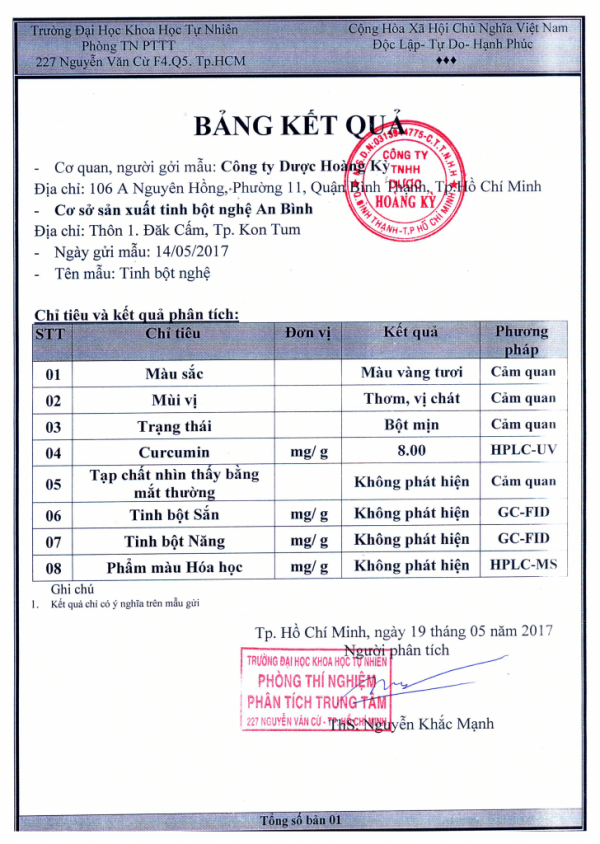 Trường Đại Học Khoa Học Tự Nhiên
Phòng TN PTTT
227 Nguyễn Văn Cừ F4.Q5. Tp.HCM
Cộng Hòa Xã Hội Chủ Nghĩa Việt Nam
Độc Lập- Tự Do- Hạnh Phúc
♦♦♦
BẢNG KẾT QUẢ
- Cơ quan, người gởi mẫu: Công ty Dược Hoàng Kỳ
Địa chỉ: 106 A Nguyên Hồng, Phường 11, Quận Bình Thạnh, Tp.Hồ Chí Minh
- Cơ sở sản xuất tinh bột nghệ An Bình
Địa chỉ: Thôn 1. Đăk Cấm, Tp. Kon Tum
- Ngày gửi mẫu: 14/05/2017
- Tên mẫu: Tinh bột nghệ
CÔNG TY
TNHH
DƯỢC
HOÀNG KỲ
Q.BÌNH THẠNH-T.P HỒ CHÍ MINH
Chỉ tiêu và kết quả phân tích:
STT Chỉ tiêu Đơn vị Kết quả Phương pháp
01 Màu sắc Màu vàng tươi Cảm quan
02 Mùi vị Thơm, vị chát Cảm quan
03 Trạng thái Bột mịn Cảm quan
04 Curcumin mg/ g 8.00 HPLC-UV
05 Tạp chất nhìn thấy bằng mắt thường Không phát hiện Cảm quan
06 Tinh bột Sắn mg/ g Không phát hiện GC-FID
07 Tinh bột Năng mg/ g Không phát hiện GC-FID
08 Phẩm màu Hóa học mg/ g Không phát hiện HPLC-MS
Ghi chú
1. Kết quả chỉ có ý nghĩa trên mẫu gửi
Tp. Hồ Chí Minh, ngày 19 tháng 05 năm 2017
Người phân tích
TRƯỜNG ĐẠI HỌC KHOA HỌC TỰ NHIÊN
PHÒNG THÍ NGHIỆM
PHÂN TÍCH TRUNG TÂM
227 NGUYỄN VĂN CỪ - TP.HỒ CHÍ MINH
ThS. Nguyễn Khắc Mạnh
Tổng số bản 01